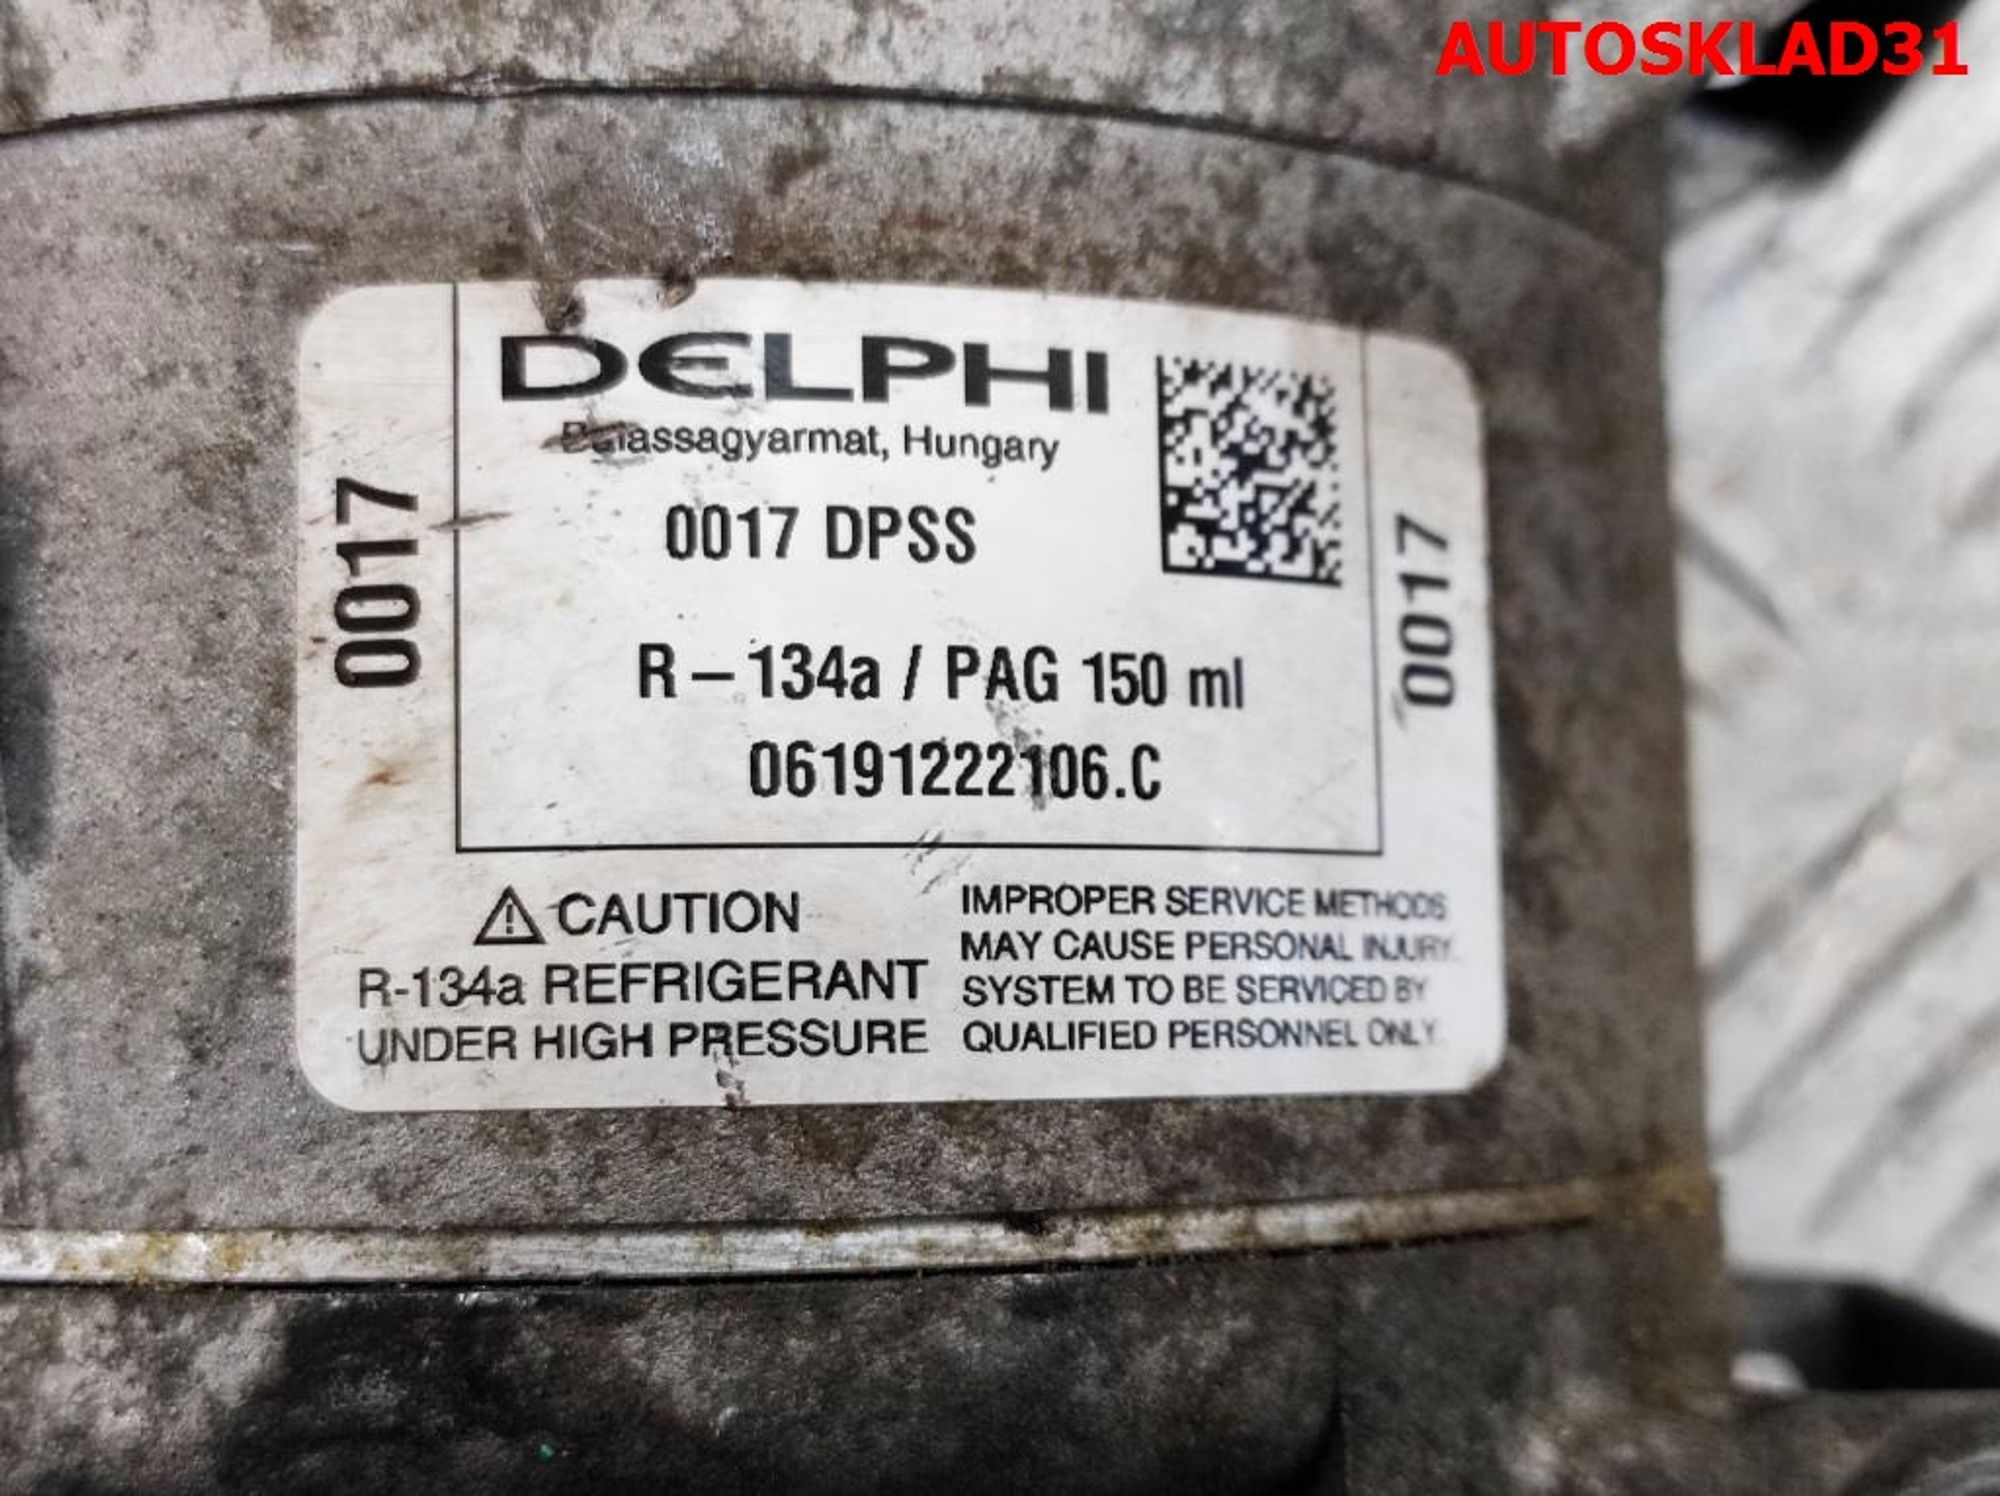 AUTOSKLAD31
DELPHI
Balassagyarmat, Hungary
0017
0017 DPSS
0017
R-134a / PAG 150 ml
06191222106.C
CAUTION
R-134a REFRIGERANT
UNDER HIGH PRESSURE
IMPROPER SERVICE METHODS
MAY CAUSE PERSONAL INJURY.
SYSTEM TO BE SERVICED BY
QUALIFIED PERSONNEL ONLY.